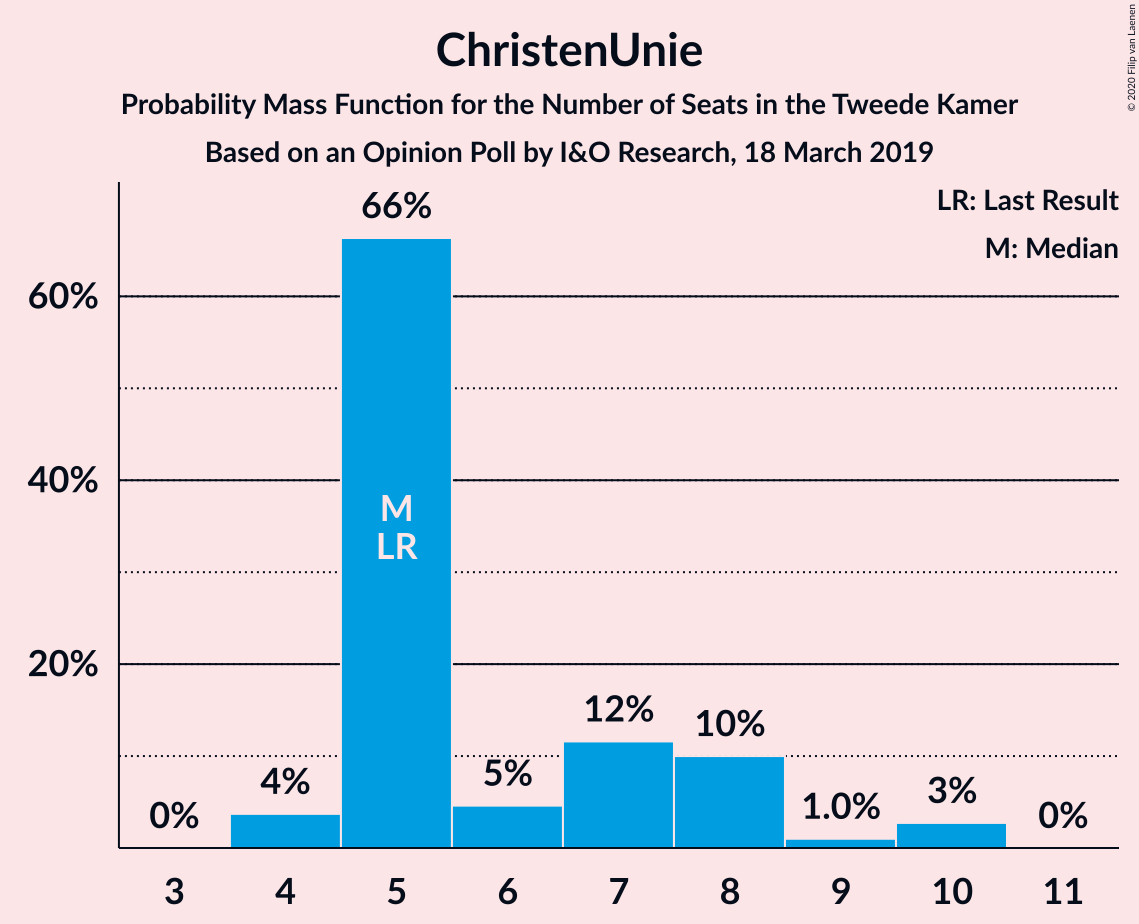 ChristenUnie
Probability Mass Function for the Number of Seats in the Tweede Kamer
Based on an Opinion Poll by I&O Research, 18 March 2019
© 2020 Filip van Laenen
LR: Last Result
M: Median
60%
40%
20%
0%
4%
66%
M
LR
5%
12%
10%
1.0%
3%
0%
3
4
5
6
7
8
9
10
11